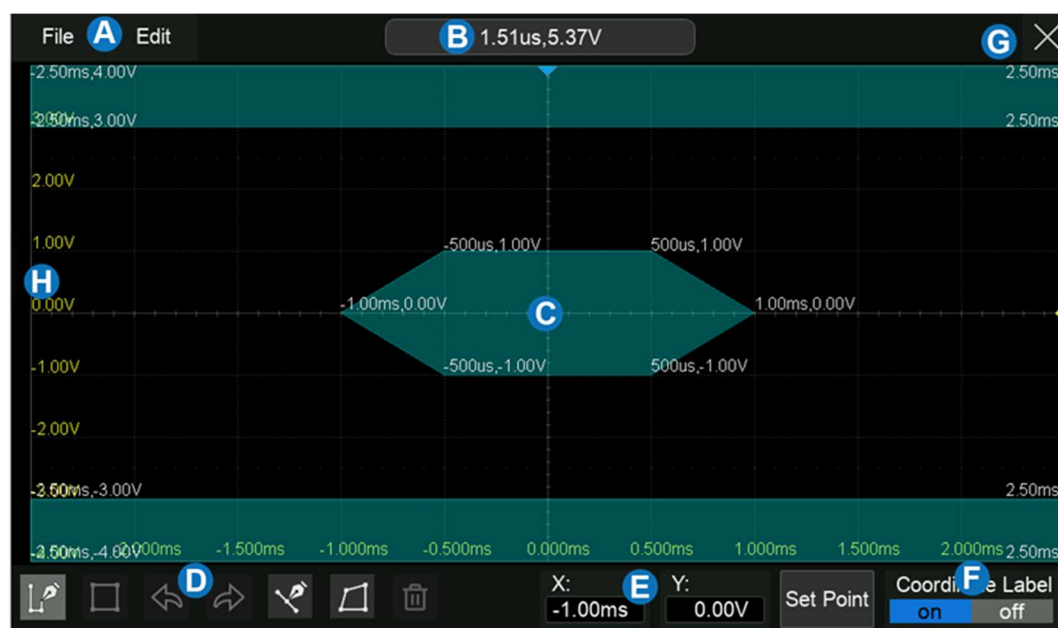 File A Edit
B 1.51us,5.37V
G
-2.50ms,4.00V
2.50ms
3.00V
-2.50ms,3.00V
2.50ms
2.00V
1.00V
-500us,1.00V
500us,1.00V
H
0.00V
-1.00ms,0.00V
C
1.00ms,0.00V
-1.00V
-500us,-1.00V
500us,-1.00V
-2.00V
-2.50ms,-3.00V
2.50ms
-2.50ms,-4.00V
-1.500ms
-1.000ms
-0.500ms
0.000ms
0.500ms
1.000ms
1.500ms
2.000ms
2.50ms
D
X: E Y:
-1.00ms 0.00V
Set Point
F
Label
on off